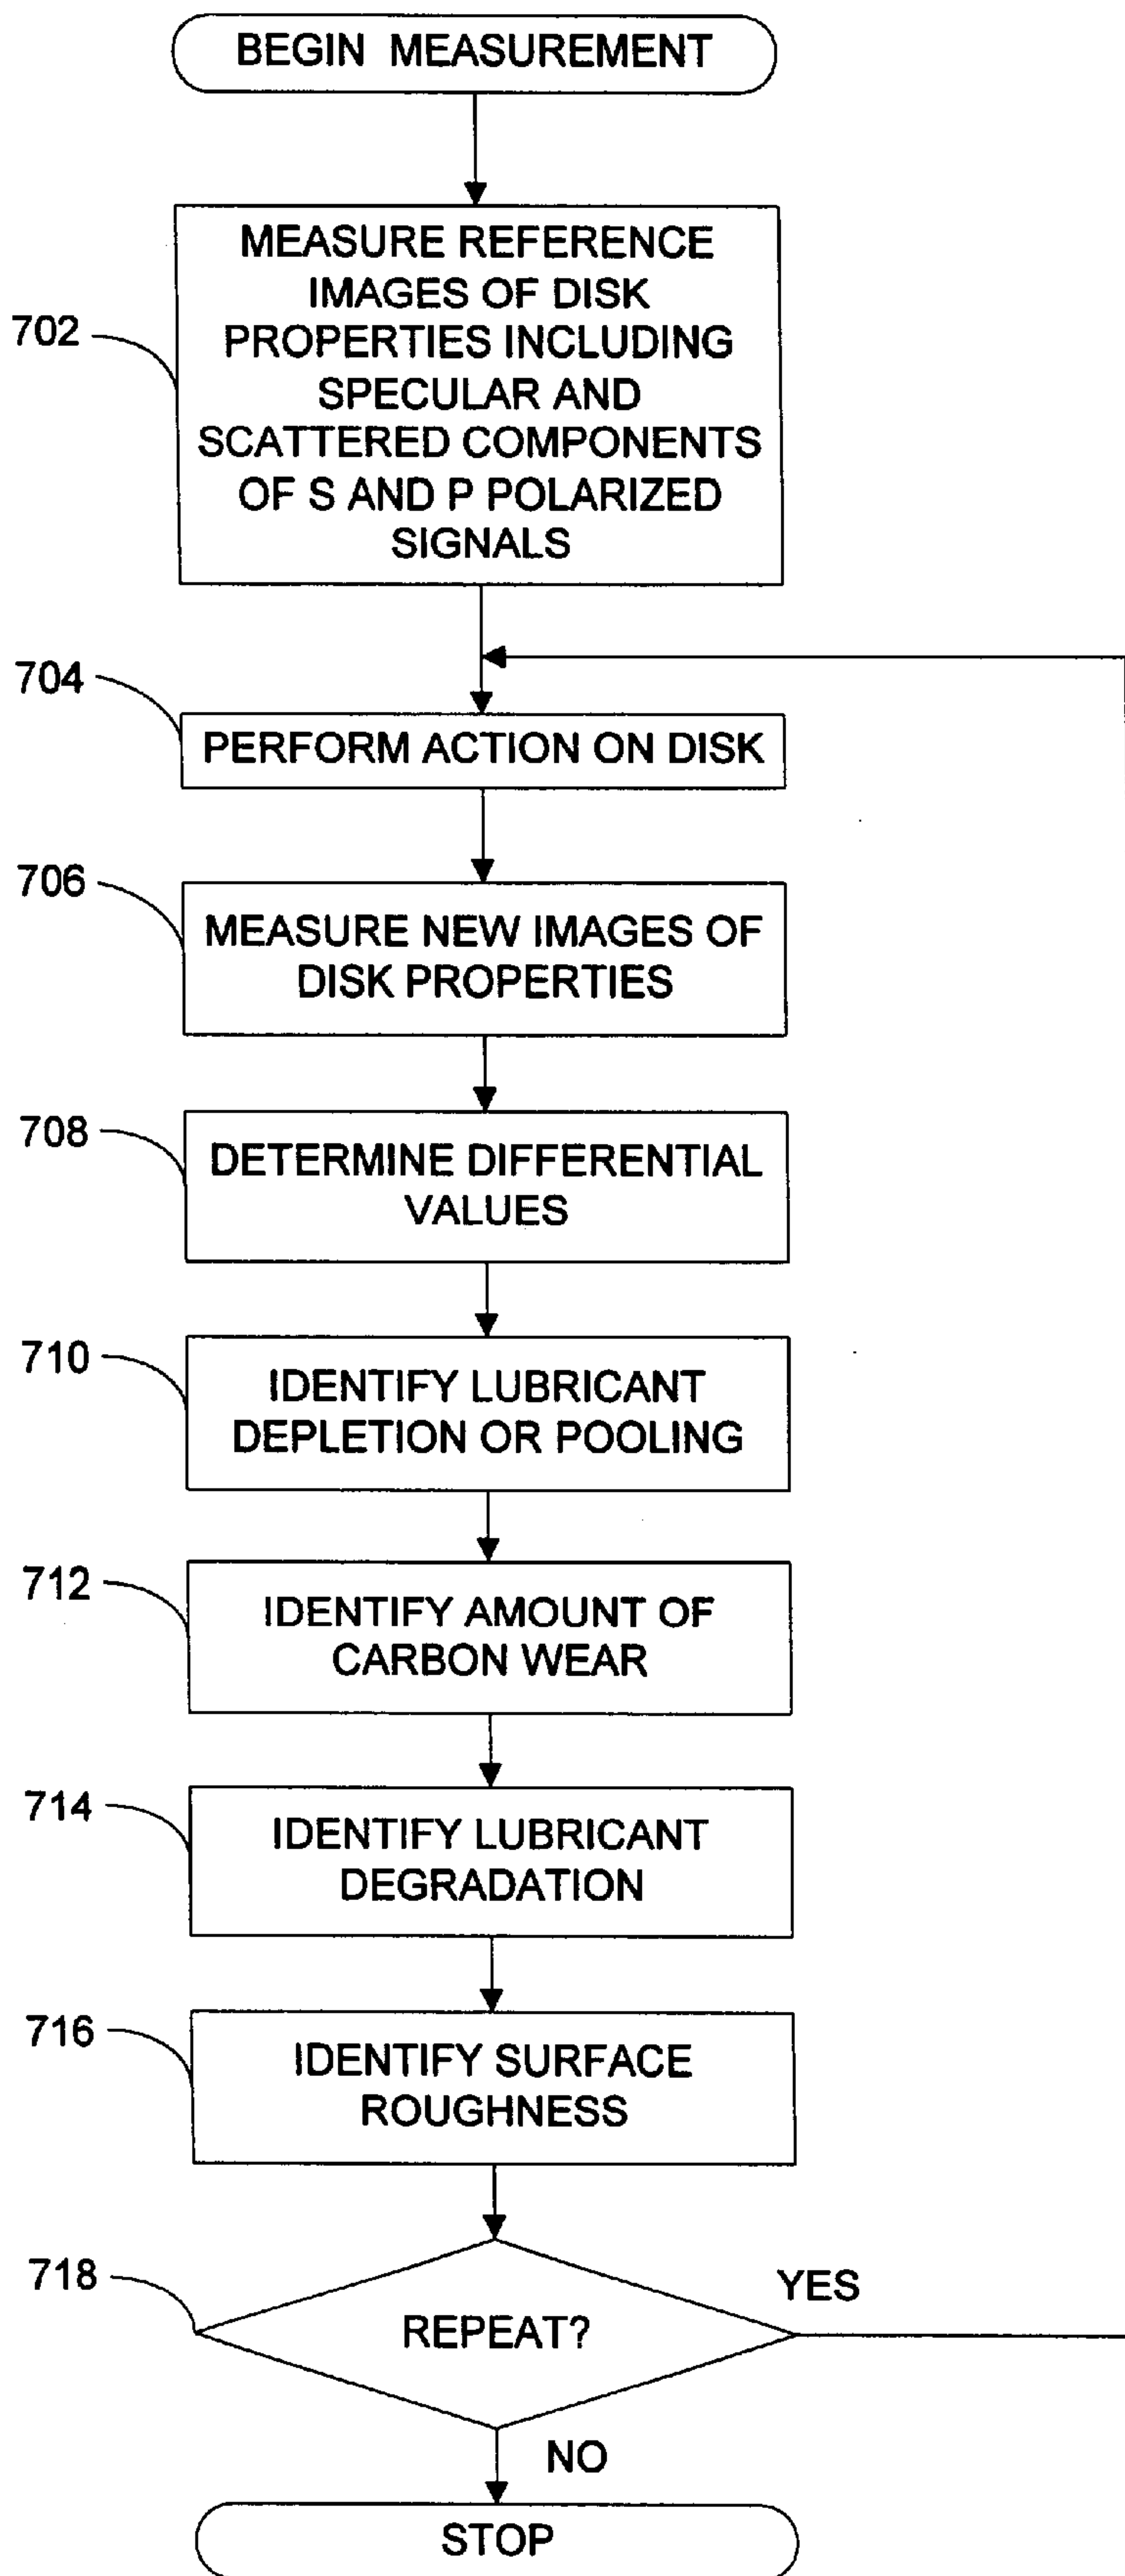 BEGIN MEASUREMENT
702
MEASURE REFERENCE
IMAGES OF DISK
PROPERTIES INCLUDING
SPECULAR AND
SCATTERED COMPONENTS
OF S AND P POLARIZED
SIGNALS
704
PERFORM ACTION ON DISK
706
MEASURE NEW IMAGES OF
DISK PROPERTIES
708
DETERMINE DIFFERENTIAL
VALUES
710
IDENTIFY LUBRICANT
DEPLETION OR POOLING
712
IDENTIFY AMOUNT OF
CARBON WEAR
714
IDENTIFY LUBRICANT
DEGRADATION
716
IDENTIFY SURFACE
ROUGHNESS
718
REPEAT?
YES
NO
STOP